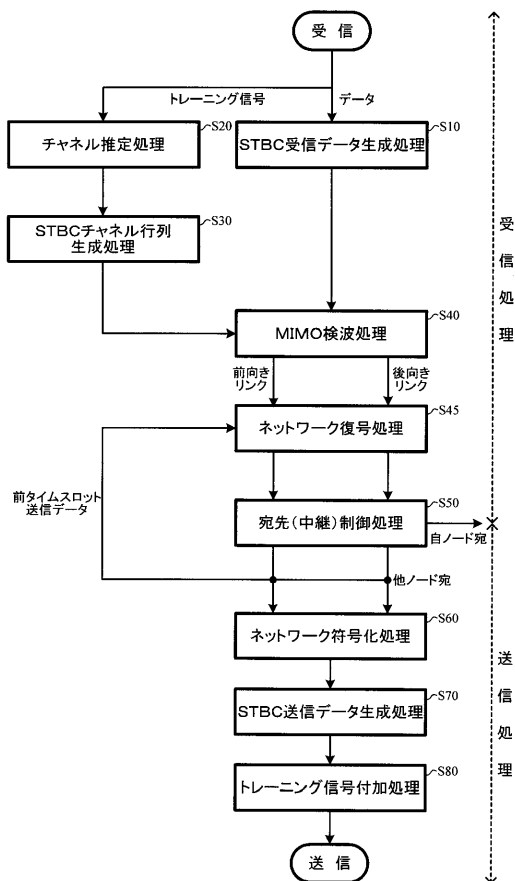 受 信
トレーニング信号
データ
S20
チャネル推定処理
S10
STBC受信データ生成処理
S30
STBCチャネル行列
生成処理
受信処理
S40
MIMO検波処理
前向き
リンク
後向き
リンク
S45
ネットワーク復号処理
前タイムスロット
送信データ
S50
宛先(中継)制御処理
自ノード宛
他ノード宛
S60
ネットワーク符号化処理
送信処理
S70
STBC送信データ生成処理
S80
トレーニング信号付加処理
送 信